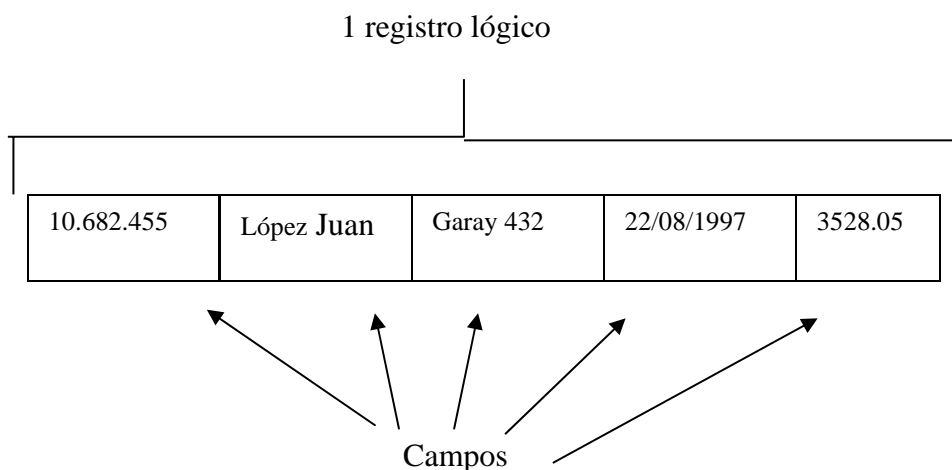 1 registro lógico
10.682.455 López Juan Garay 432 22/08/1997 3528.05
Campos